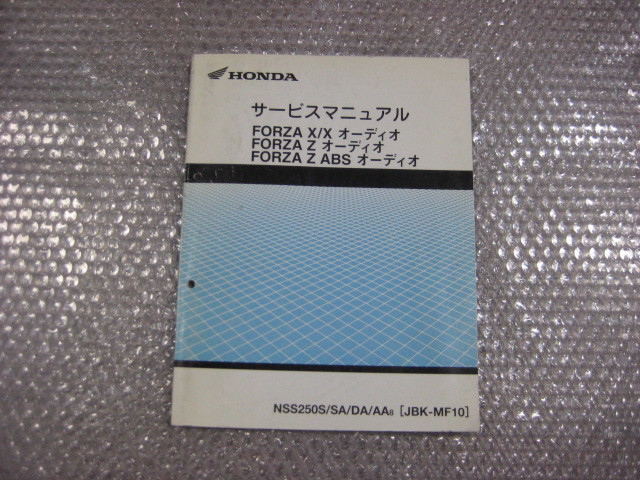 HONDA
サービスマニュアル
FORZA X/X オーディオ
FORZA Z オーディオ
FORZA Z ABS オーディオ
NSS250S/SA/DA/AA8 [JBK-MF10]